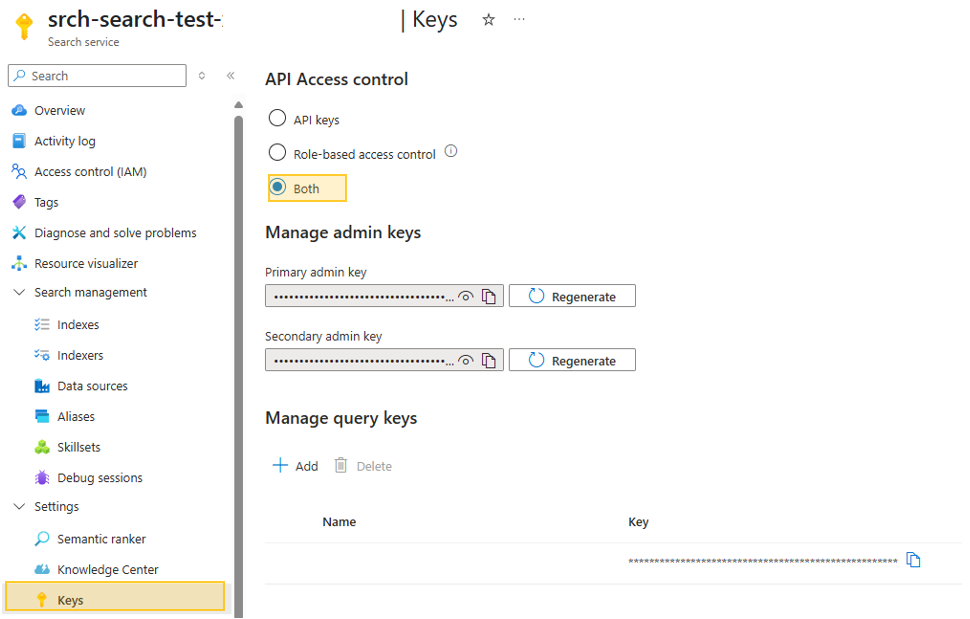 srch-search-test- | Keys ☆ ...
Search service
Search
API Access control
API keys
Role-based access control
Both
Manage admin keys
Primary admin key
••••••••••••••••••••••••••••••••••... Regenerate
Secondary admin key
••••••••••••••••••••••••••••••••••... Regenerate
Manage query keys
Add Delete
Name Key
****************************************************
Overview
Activity log
Access control (IAM)
Tags
Diagnose and solve problems
Resource visualizer
Search management
Indexes
Indexers
Data sources
Aliases
Skillsets
Debug sessions
Settings
Semantic ranker
Knowledge Center
Keys